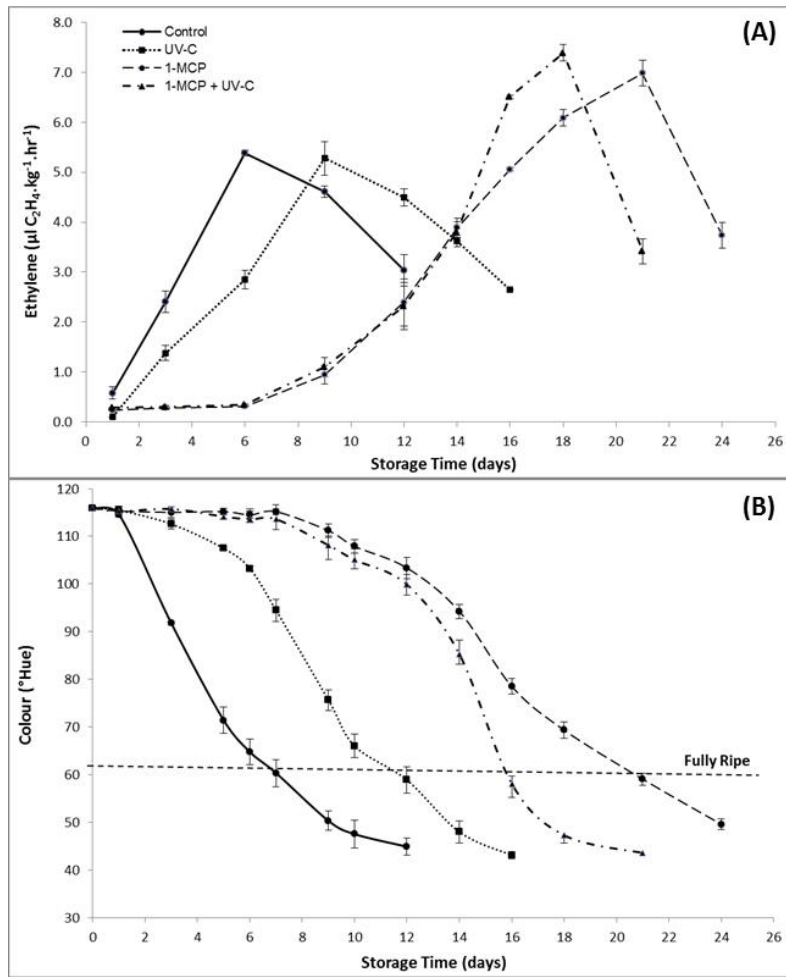 (A)
Control
UV-C
1-MCP
1-MCP + UV-C
8.0
7.0
6.0
5.0
4.0
3.0
2.0
1.0
0.0
Ethylene (µl C₂H₄.kg⁻¹.hr⁻¹)
0 2 4 6 8 10 12 14 16 18 20 22 24 26
Storage Time (days)
(B)
120
110
100
90
80
70
60
50
40
30
Colour (°Hue)
Fully Ripe
0 2 4 6 8 10 12 14 16 18 20 22 24 26
Storage Time (days)